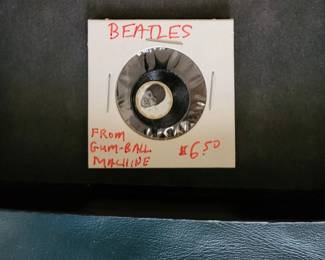 BEATLES
FROM
GUM-BALL
MACHINE
$6.50